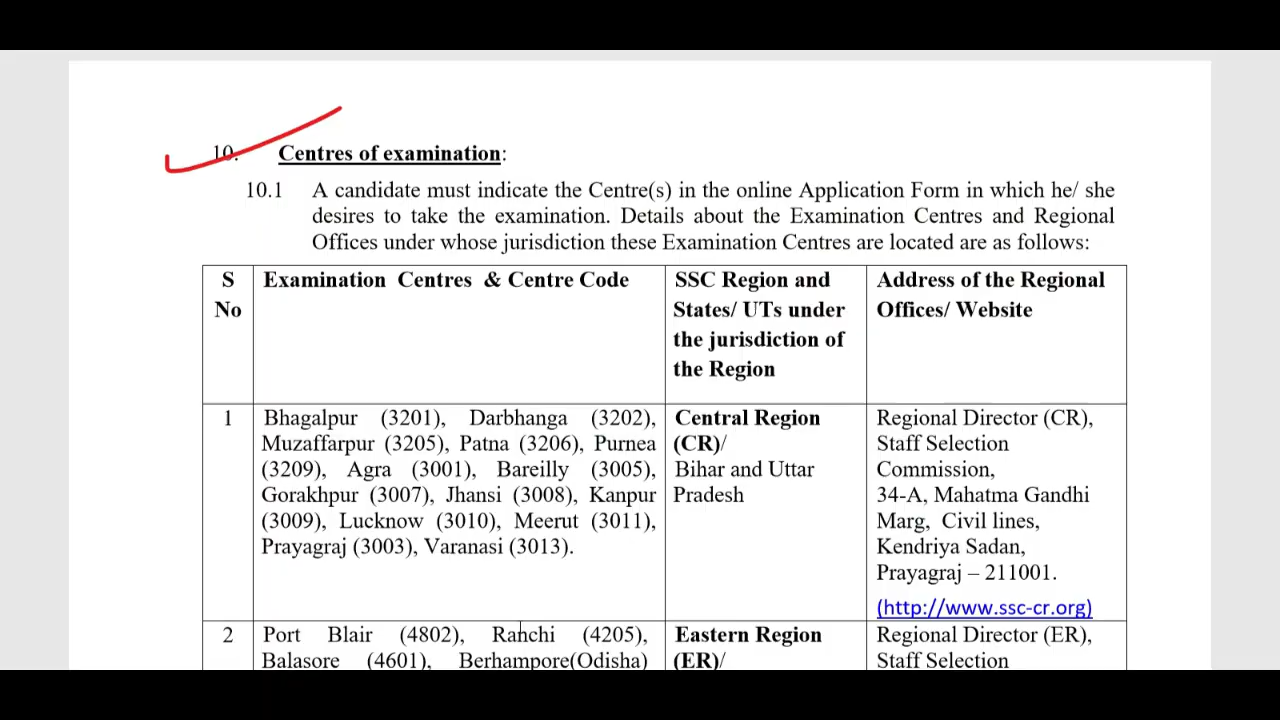 10. Centres of examination:
10.1 A candidate must indicate the Centre(s) in the online Application Form in which he/ she
desires to take the examination. Details about the Examination Centres and Regional
Offices under whose jurisdiction these Examination Centres are located are as follows:
S No
Examination Centres & Centre Code
SSC Region and
States/ UTs under
the jurisdiction of
the Region
Address of the Regional
Offices/ Website
1
Bhagalpur (3201), Darbhanga (3202),
Muzaffarpur (3205), Patna (3206), Purnea
(3209), Agra (3001), Bareilly (3005),
Gorakhpur (3007), Jhansi (3008), Kanpur
(3009), Lucknow (3010), Meerut (3011),
Prayagraj (3003), Varanasi (3013).
Central Region
(CR)/
Bihar and Uttar
Pradesh
Regional Director (CR),
Staff Selection
Commission,
34-A, Mahatma Gandhi
Marg, Civil lines,
Kendriya Sadan,
Prayagraj – 211001.
(http://www.ssc-cr.org)
2
Port Blair (4802), Ranchi (4205),
Balasore (4601), Berhampore(Odisha)
Eastern Region
(ER)/
Regional Director (ER),
Staff Selection